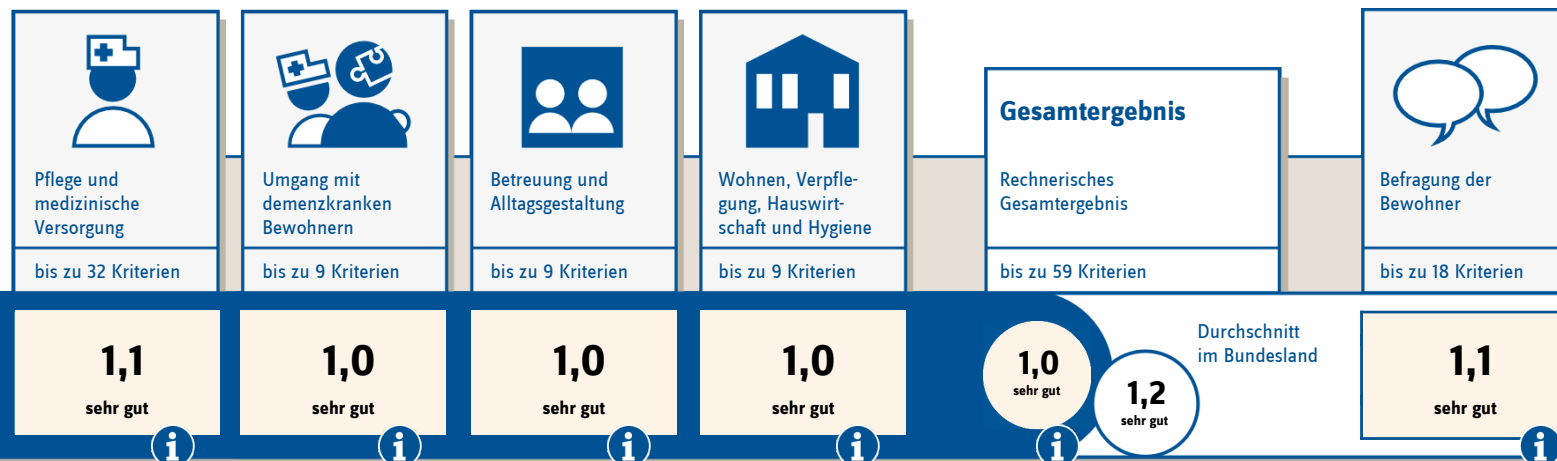 Pflege und
medizinische
Versorgung
bis zu 32 Kriterien
1,1
sehr gut
i
Umgang mit
demenzkranken
Bewohnern
bis zu 9 Kriterien
1,0
sehr gut
i
Betreuung und
Alltagsgestaltung
bis zu 9 Kriterien
1,0
sehr gut
i
Wohnen, Verpfle-
gung, Hauswirt-
schaft und Hygiene
bis zu 9 Kriterien
1,0
sehr gut
i
Gesamtergebnis
Rechnerisches
Gesamtergebnis
bis zu 59 Kriterien
1,0
sehr gut
i
Durchschnitt
im Bundesland
1,2
sehr gut
Befragung der
Bewohner
bis zu 18 Kriterien
1,1
sehr gut
i